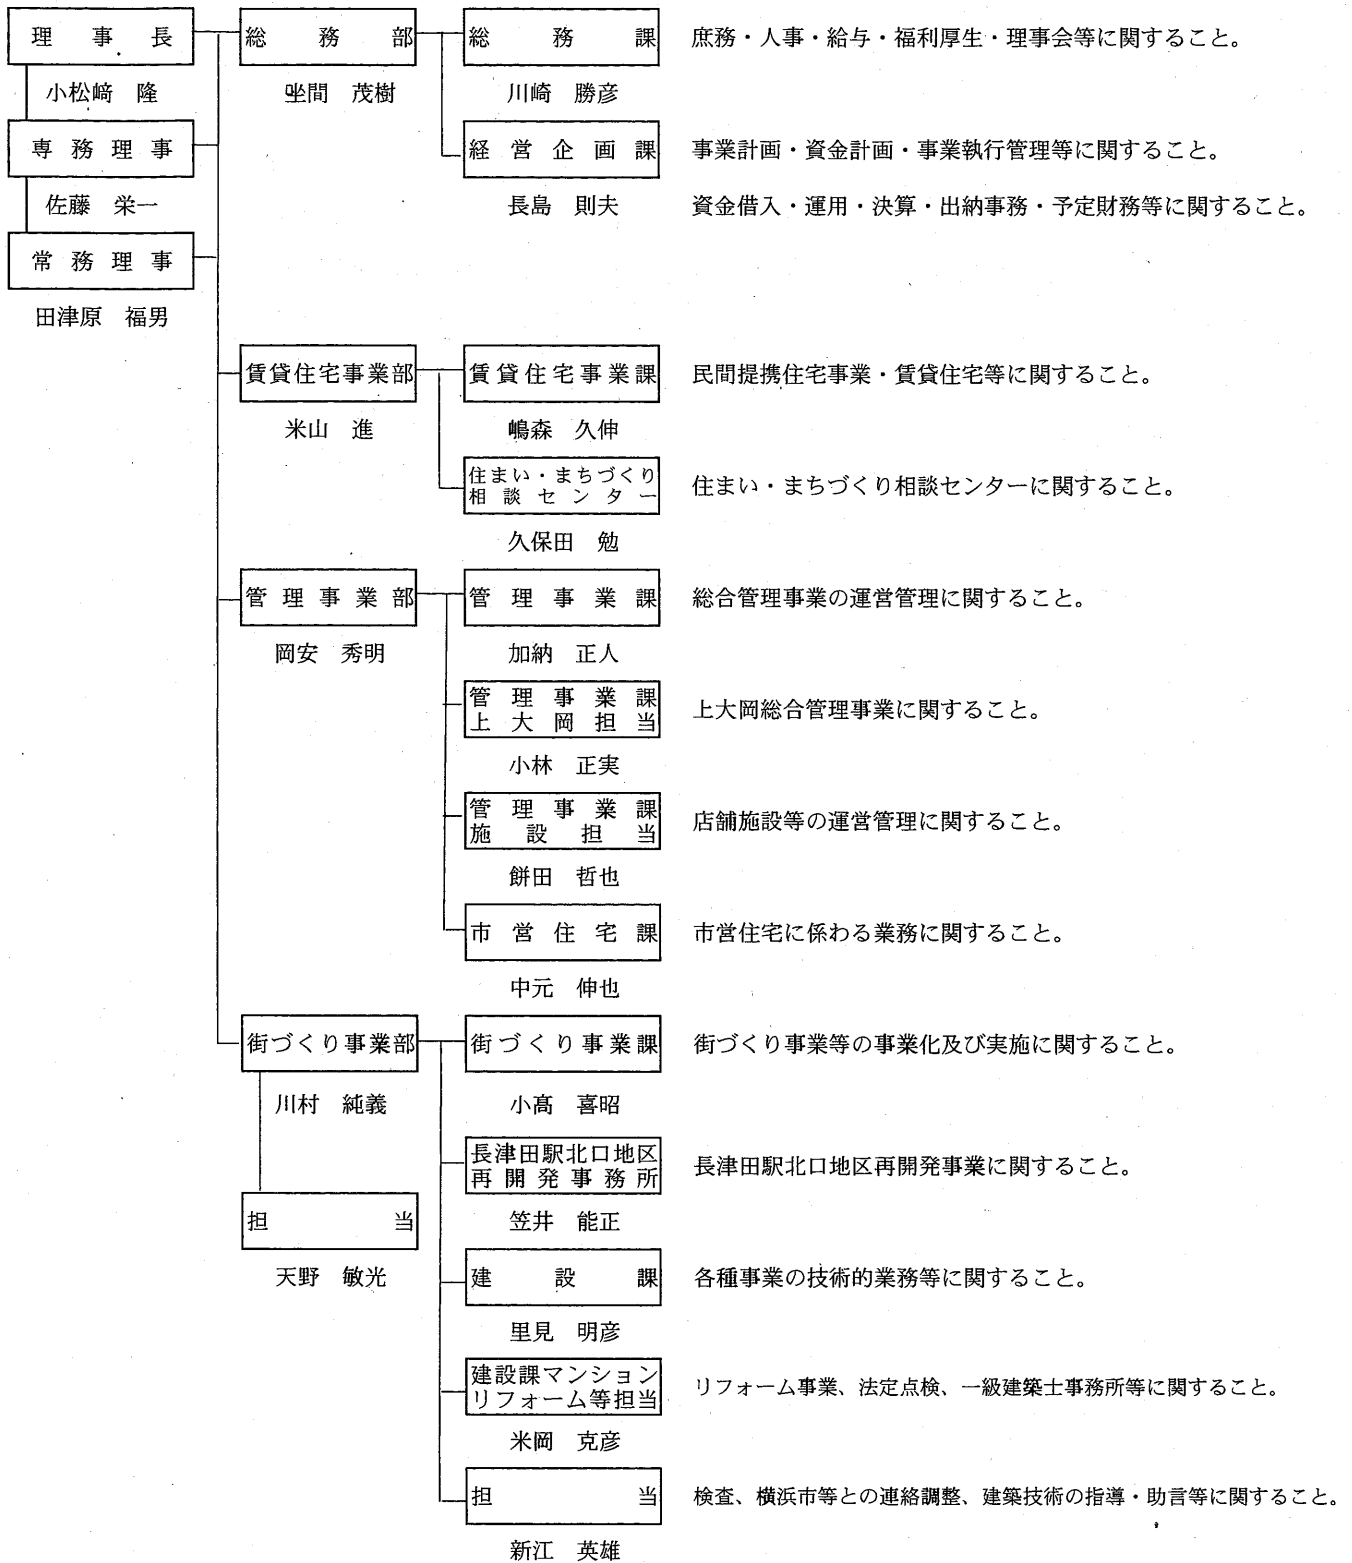 理事長 総務部 総務課 庶務・人事・給与・福利厚生・理事会等に関すること。
小松﨑 隆 坐間 茂樹 川崎 勝彦
専務理事 経営企画課 事業計画・資金計画・事業執行管理等に関すること。
佐藤 栄一 長島 則夫 資金借入・運用・決算・出納事務・予定財務等に関すること。
常務理事
田津原 福男
賃貸住宅事業部 賃貸住宅事業課 民間提携住宅事業・賃貸住宅等に関すること。
米山 進 嶋森 久伸
住まい・まちづくり
相談センター 住まい・まちづくり相談センターに関すること。
久保田 勉
管理事業部 管理事業課 総合管理事業の運営管理に関すること。
岡安 秀明 加納 正人
管理事業課
上大岡担当 上大岡総合管理事業に関すること。
小林 正実
管理事業課
施設担当 店舗施設等の運営管理に関すること。
餅田 哲也
市営住宅課 市営住宅に係わる業務に関すること。
中元 伸也
街づくり事業部 街づくり事業課 街づくり事業等の事業化及び実施に関すること。
川村 純義 小髙 喜昭
長津田駅北口地区
再開発事務所 長津田駅北口地区再開発事業に関すること。
担当 笠井 能正
天野 敏光 建設課 各種事業の技術的業務等に関すること。
里見 明彦
建設課マンション
リフォーム等担当 リフォーム事業、法定点検、一級建築士事務所等に関すること。
米岡 克彦
担当 検査、横浜市等との連絡調整、建築技術の指導・助言等に関すること。
新江 英雄